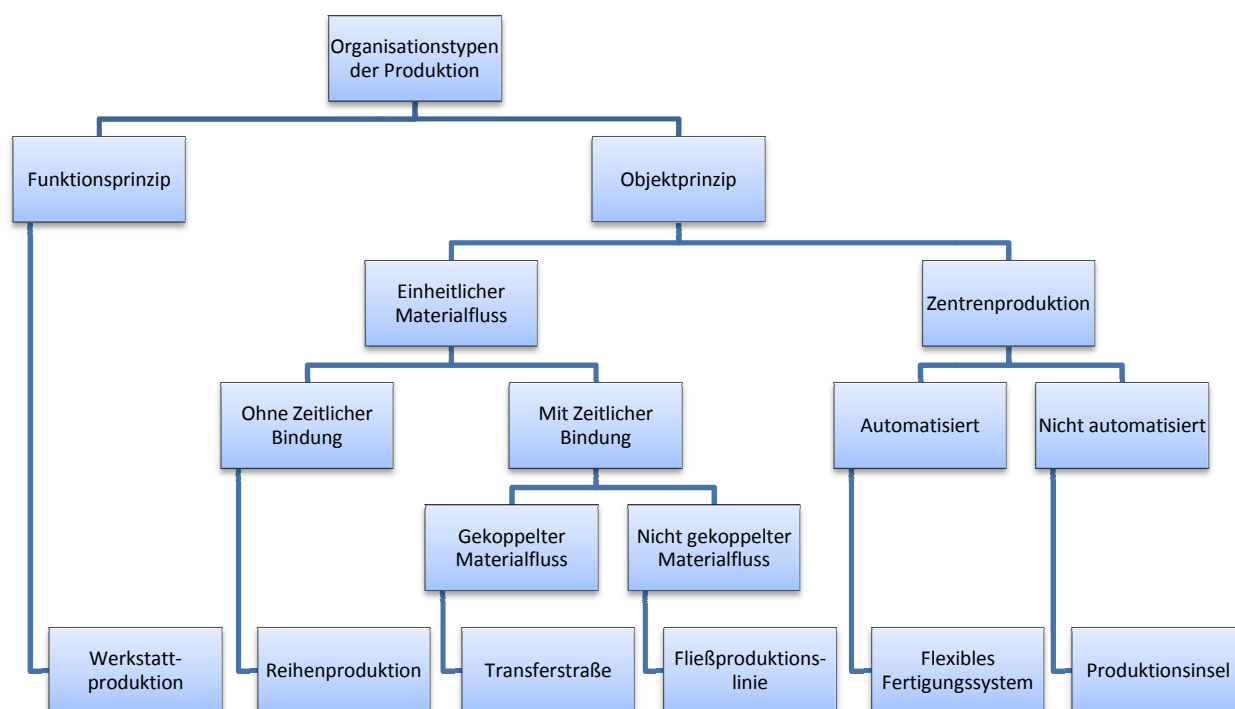 Organisationstypen
der Produktion
Funktionsprinzip
Objektprinzip
Einheitlicher
Materialfluss
Zentrenproduktion
Ohne Zeitlicher
Bindung
Mit Zeitlicher
Bindung
Automatisiert
Nicht automatisiert
Gekoppelter
Materialfluss
Nicht gekoppelter
Materialfluss
Werkstatt-
produktion
Reihenproduktion
Transferstraße
Fließproduktions-
linie
Flexibles
Fertigungssystem
Produktionsinsel